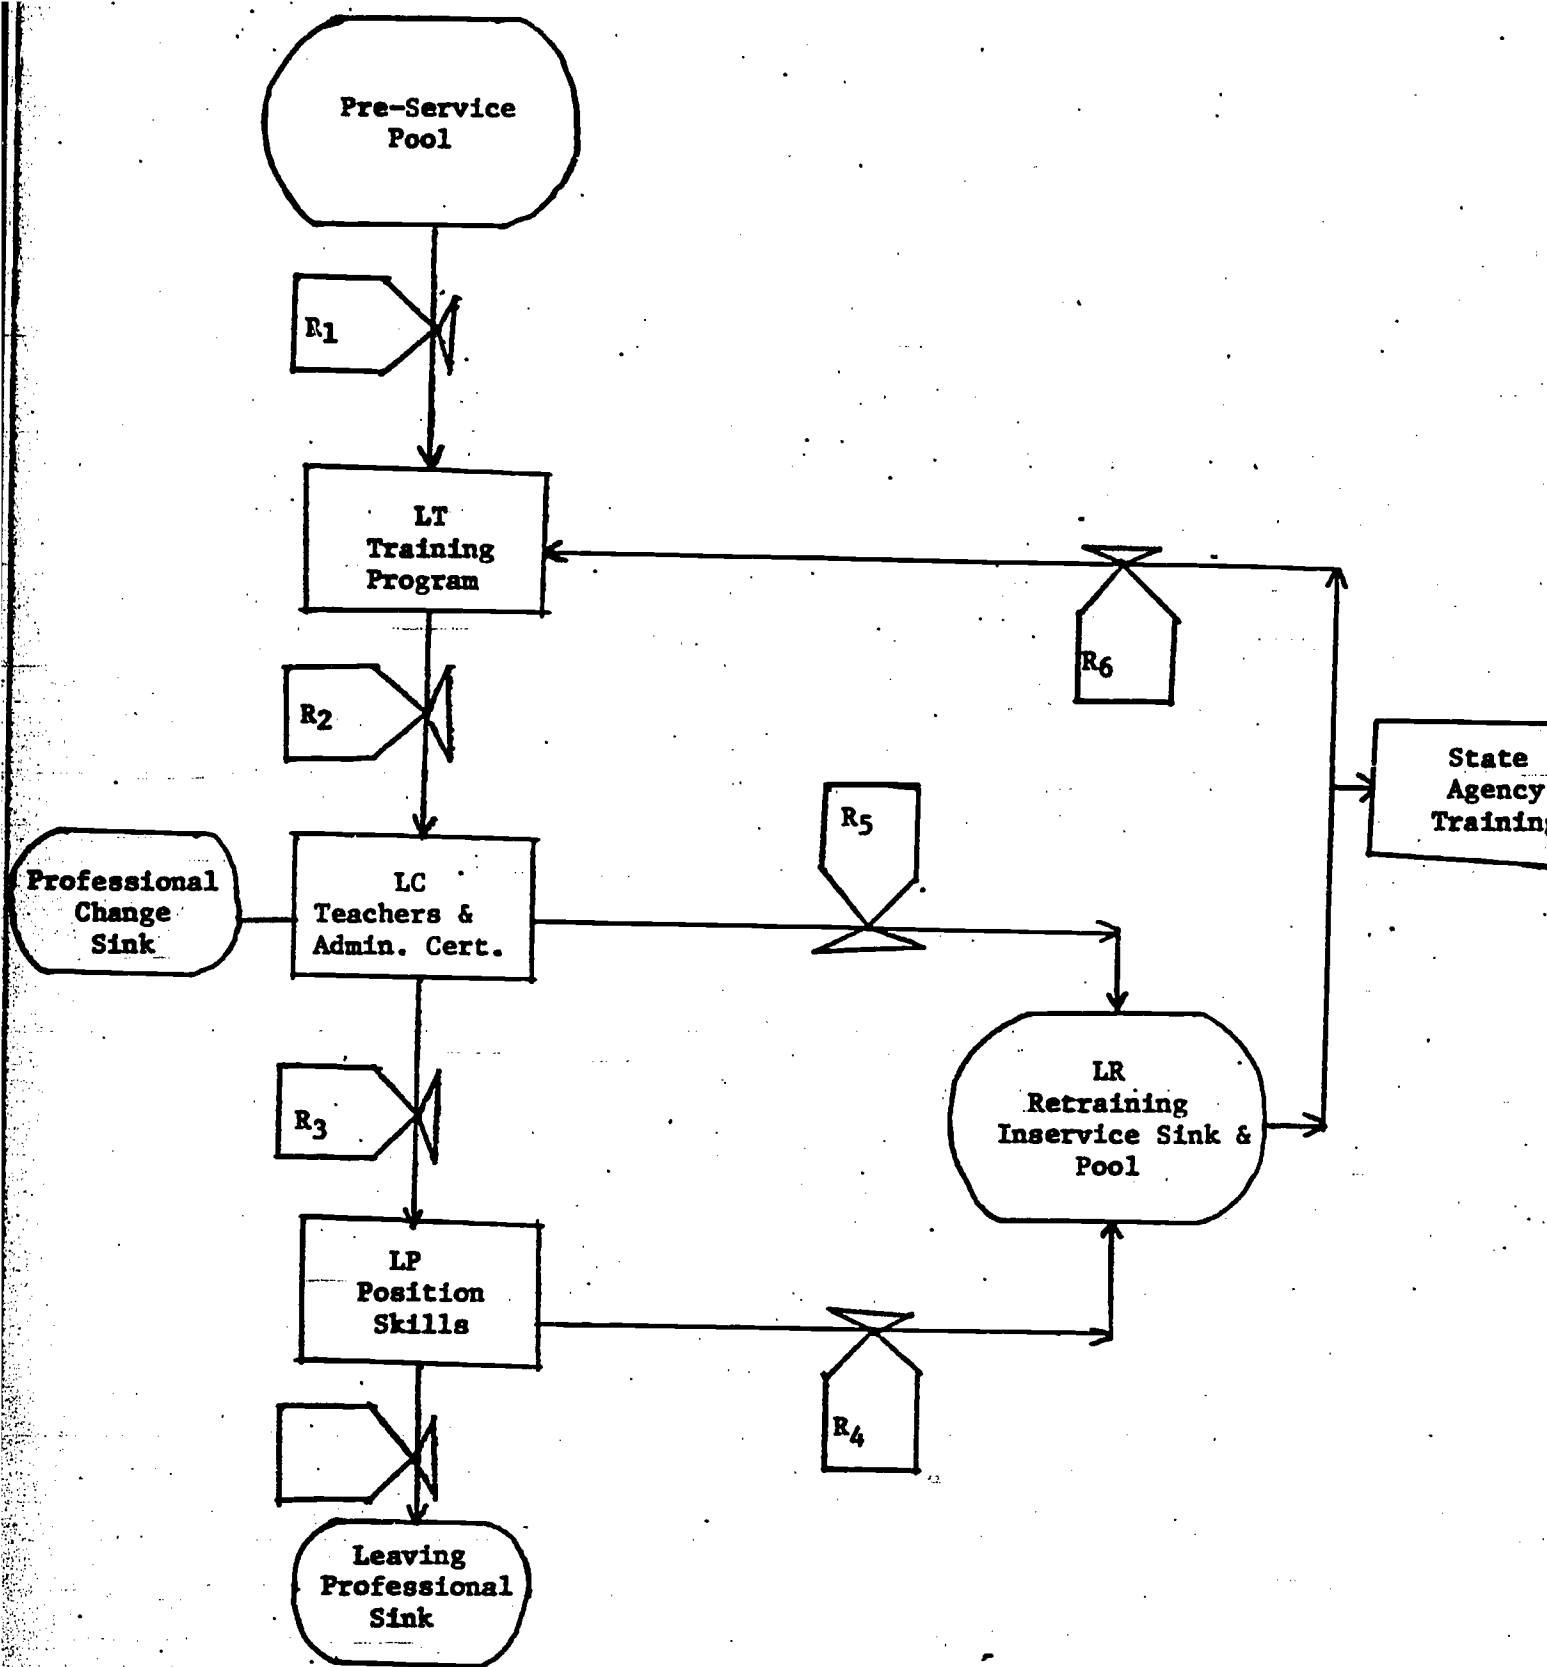 Pre-Service
Pool
R1
LT
Training
Program
R6
R2
State
Agency
Training
R5
Professional
Change
Sink
LC
Teachers &
Admin. Cert.
LR
Retraining
Inservice Sink &
Pool
R3
LP
Position
Skills
R4
Leaving
Professional
Sink